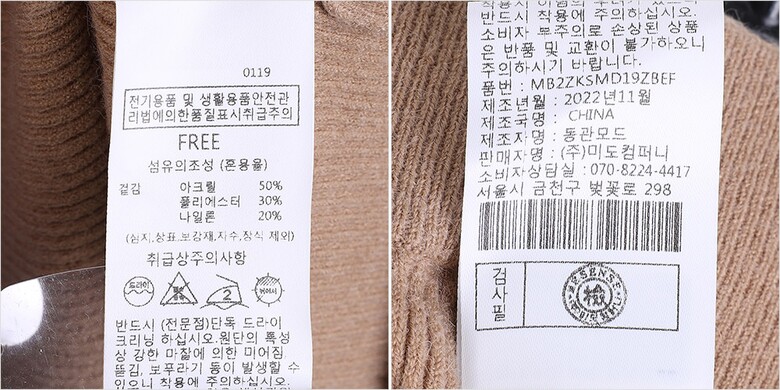 0119
전기용품 및 생활용품안전관
리법에의한품질표시취급주의
FREE
섬유의조성 (혼용율)
겉감 아크릴 50%
폴리에스터 30%
나일론 20%
(심지,상표,보강재,자수,장식 제외)
취급상주의사항
드라이
2
뉘어서
반드시 (전문점)단독 드라이
크리닝 하십시오.원단의 특성
상 강한 마찰에 의한 미어짐
뜯김, 보푸라기 등이 발생할 수
있으니 착용에 주의하십시오.
반드시 착용에 주의하십시오.
소비자 부주의로 손상된 상품
은 반품 및 교환이 불가하오니
주의하시기 바랍니다.
품번 : MB2ZKSMD19ZBEF
제조년월 : 2022년11월
제조국명 : CHINA
제조자명 : 동관모드
판매자명 : (주)미도컴퍼니
소비자상담실 : 070-8224-4417
서울시 금천구 벚꽃로 298
검사필
BESENSE
檢